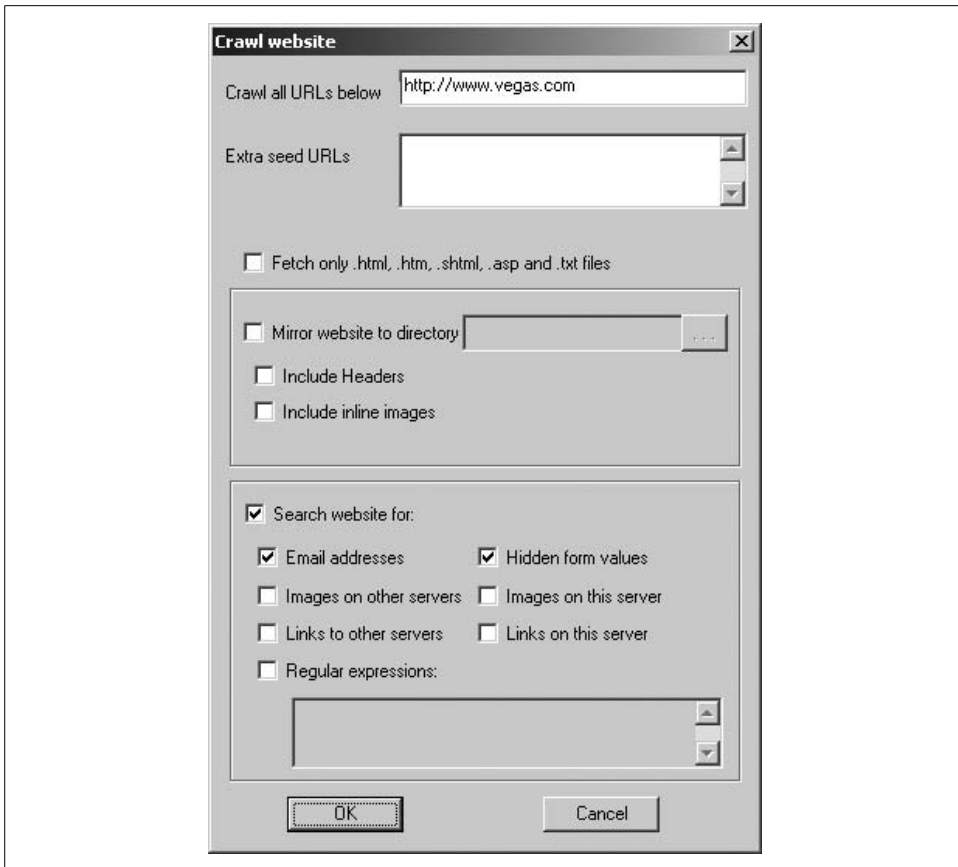 Crawl website
Crawl all URLs below http://www.vegas.com
Extra seed URLs
Fetch only .html, .htm, .shtml, .asp and .txt files
Mirror website to directory ...
Include Headers
Include inline images
Search website for:
Email addresses Hidden form values
Images on other servers Images on this server
Links to other servers Links on this server
Regular expressions:
OK Cancel